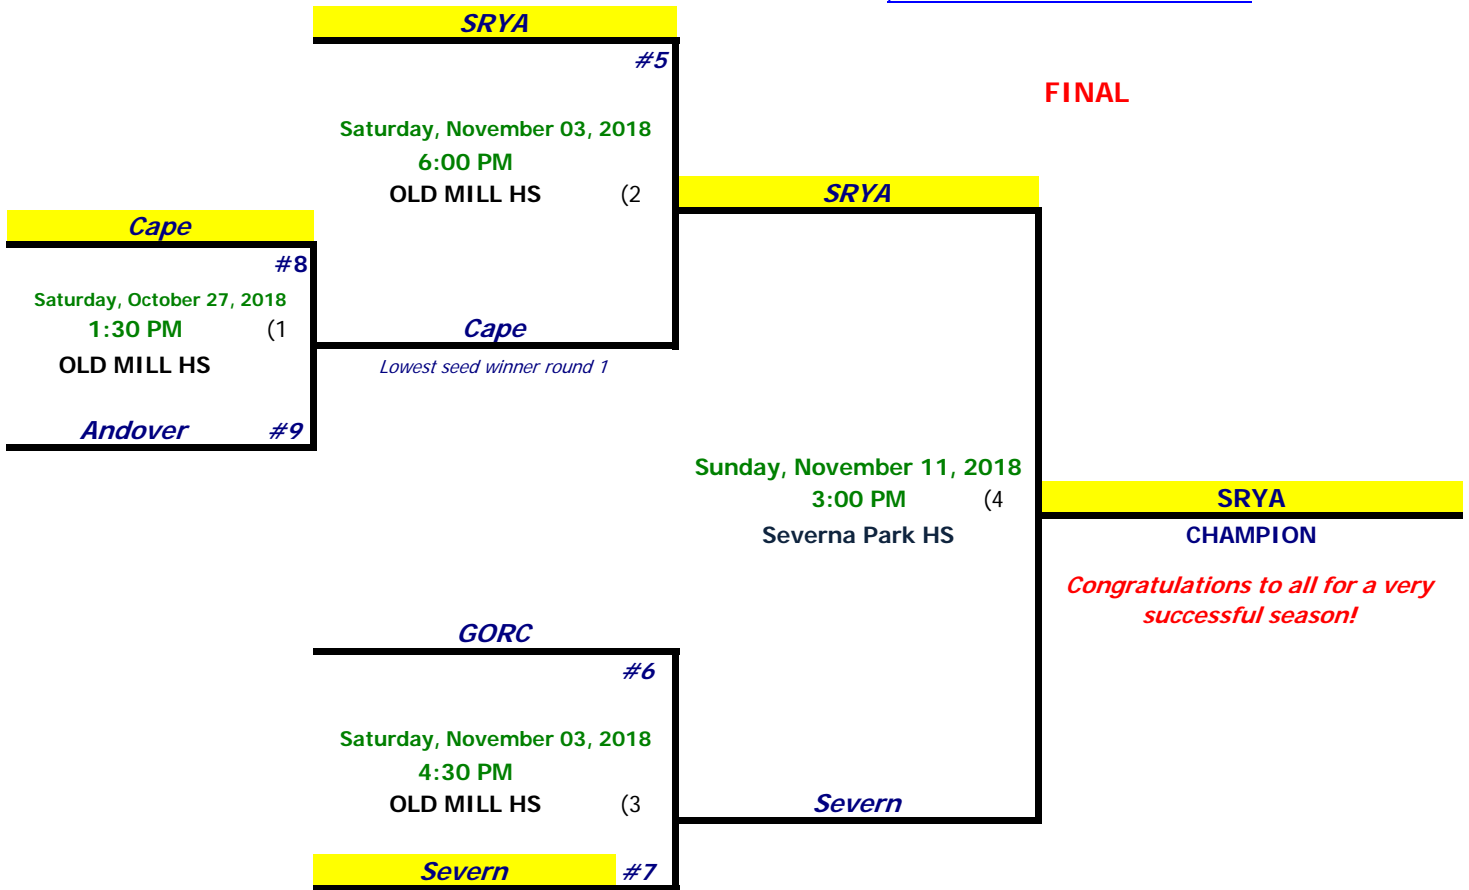 SRYA
#5
FINAL
Saturday, November 03, 2018
6:00 PM
OLD MILL HS (2
SRYA
Cape
#8
Saturday, October 27, 2018
1:30 PM (1
OLD MILL HS
Cape
Lowest seed winner round 1
Andover #9
Sunday, November 11, 2018
3:00 PM (4
Severna Park HS
SRYA
CHAMPION
Congratulations to all for a very
successful season!
GORC
#6
Saturday, November 03, 2018
4:30 PM
OLD MILL HS (3
Severn
Severn #7